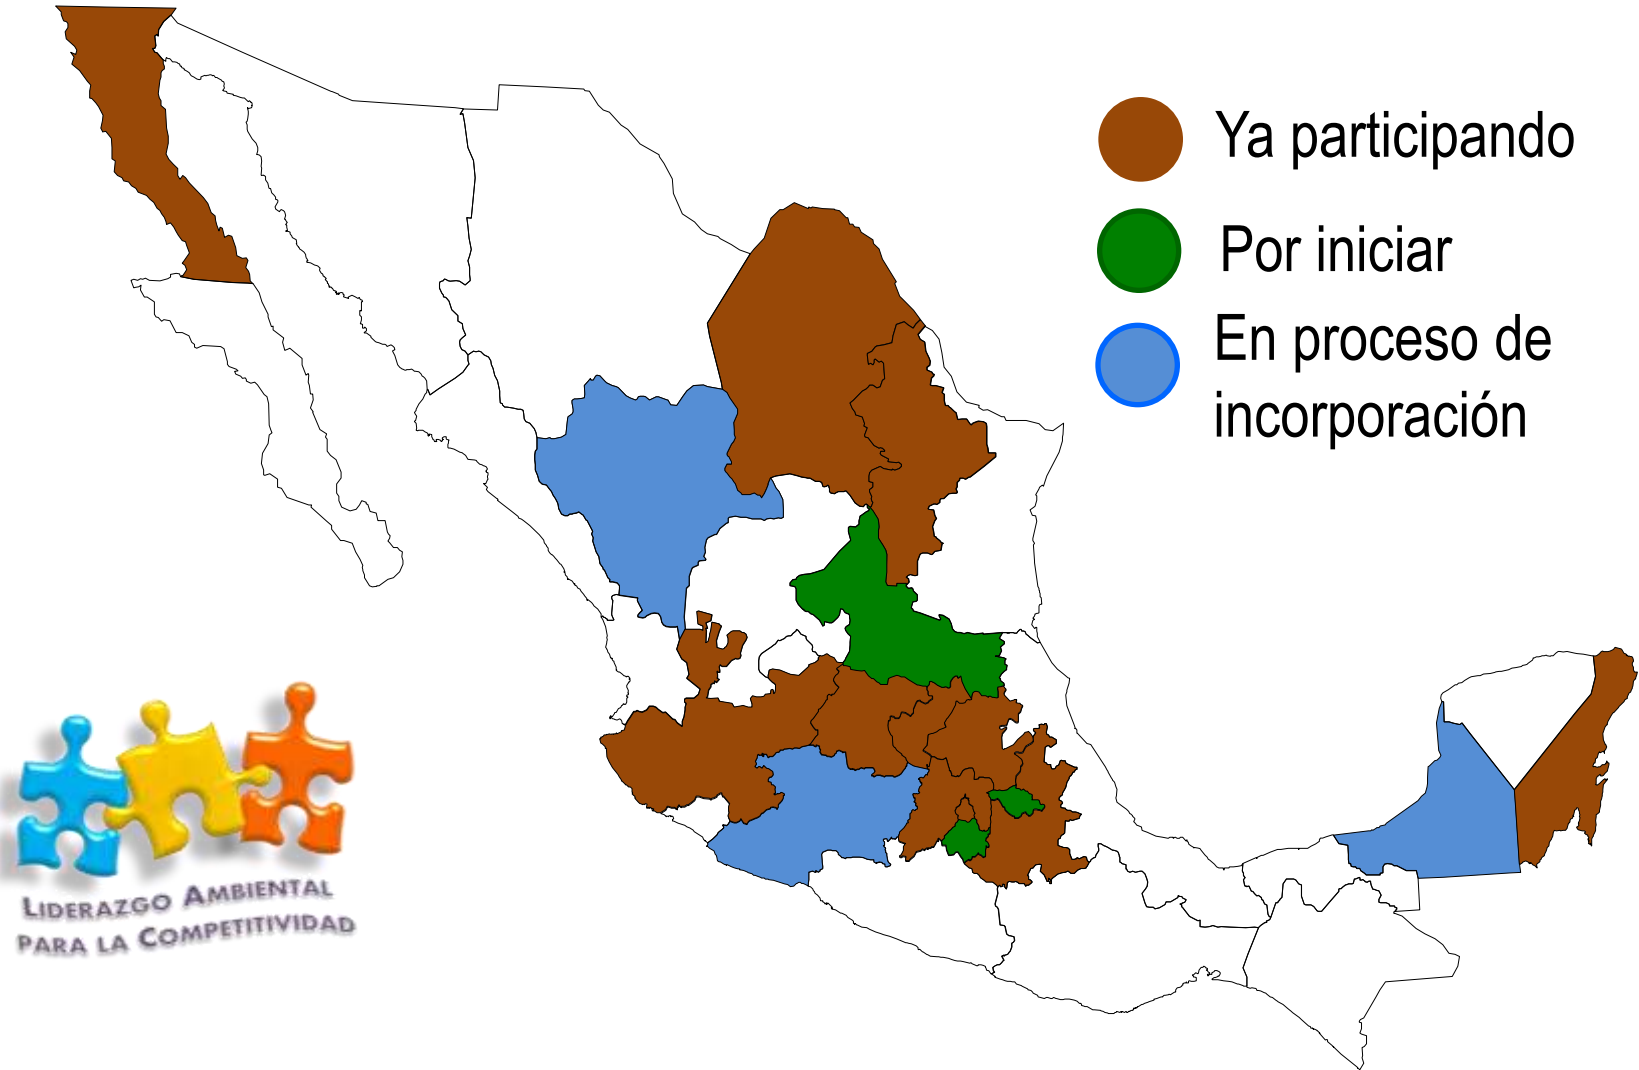 Ya participando
Por iniciar
En proceso de
incorporación
LIDERAZGO AMBIENTAL
PARA LA COMPETITIVIDAD